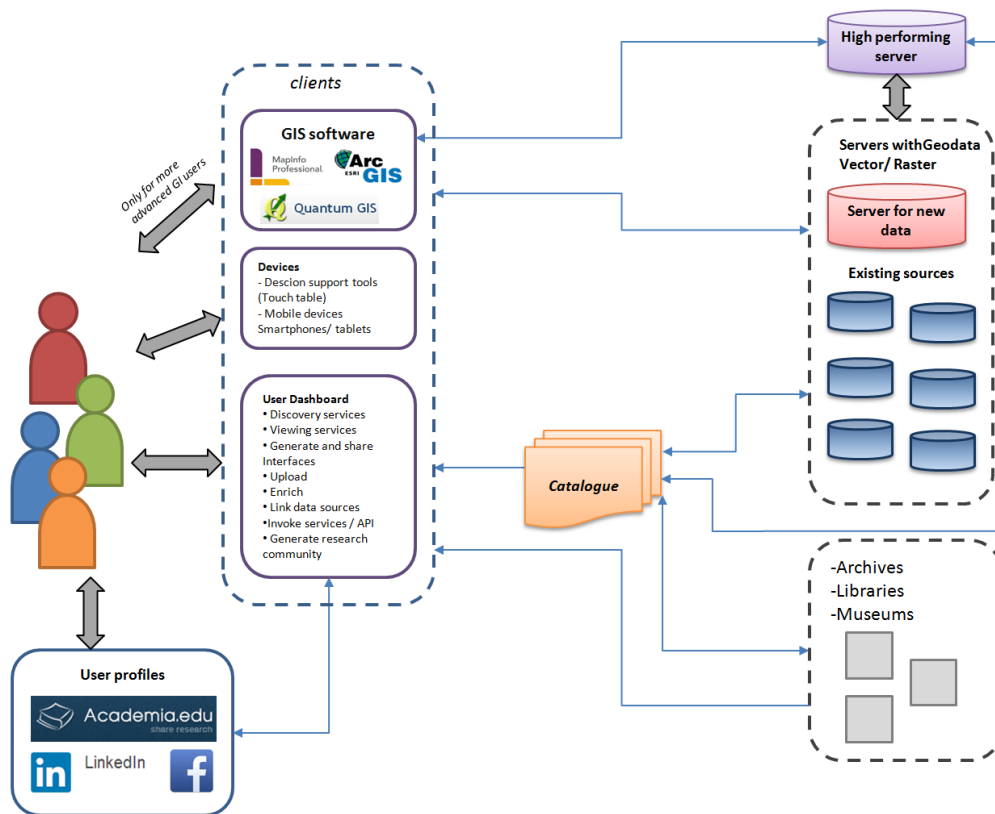 High performing
server
clients
GIS software
MapInfo
Professional.
Arc
ESRI
GIS
Quantum GIS
Only for more
advanced GI users
Servers withGeodata
Vector/ Raster
Server for new
data
Existing sources
Devices
- Descion support tools
(Touch table)
- Mobile devices
Smartphones/ tablets
User Dashboard
• Discovery services
• Viewing services
• Generate and share
Interfaces
• Upload
• Enrich
• Link data sources
•Invoke services / API
• Generate research
community
Catalogue
-Archives
-Libraries
-Museums
User profiles
Academia.edu
share research
in
LinkedIn
f